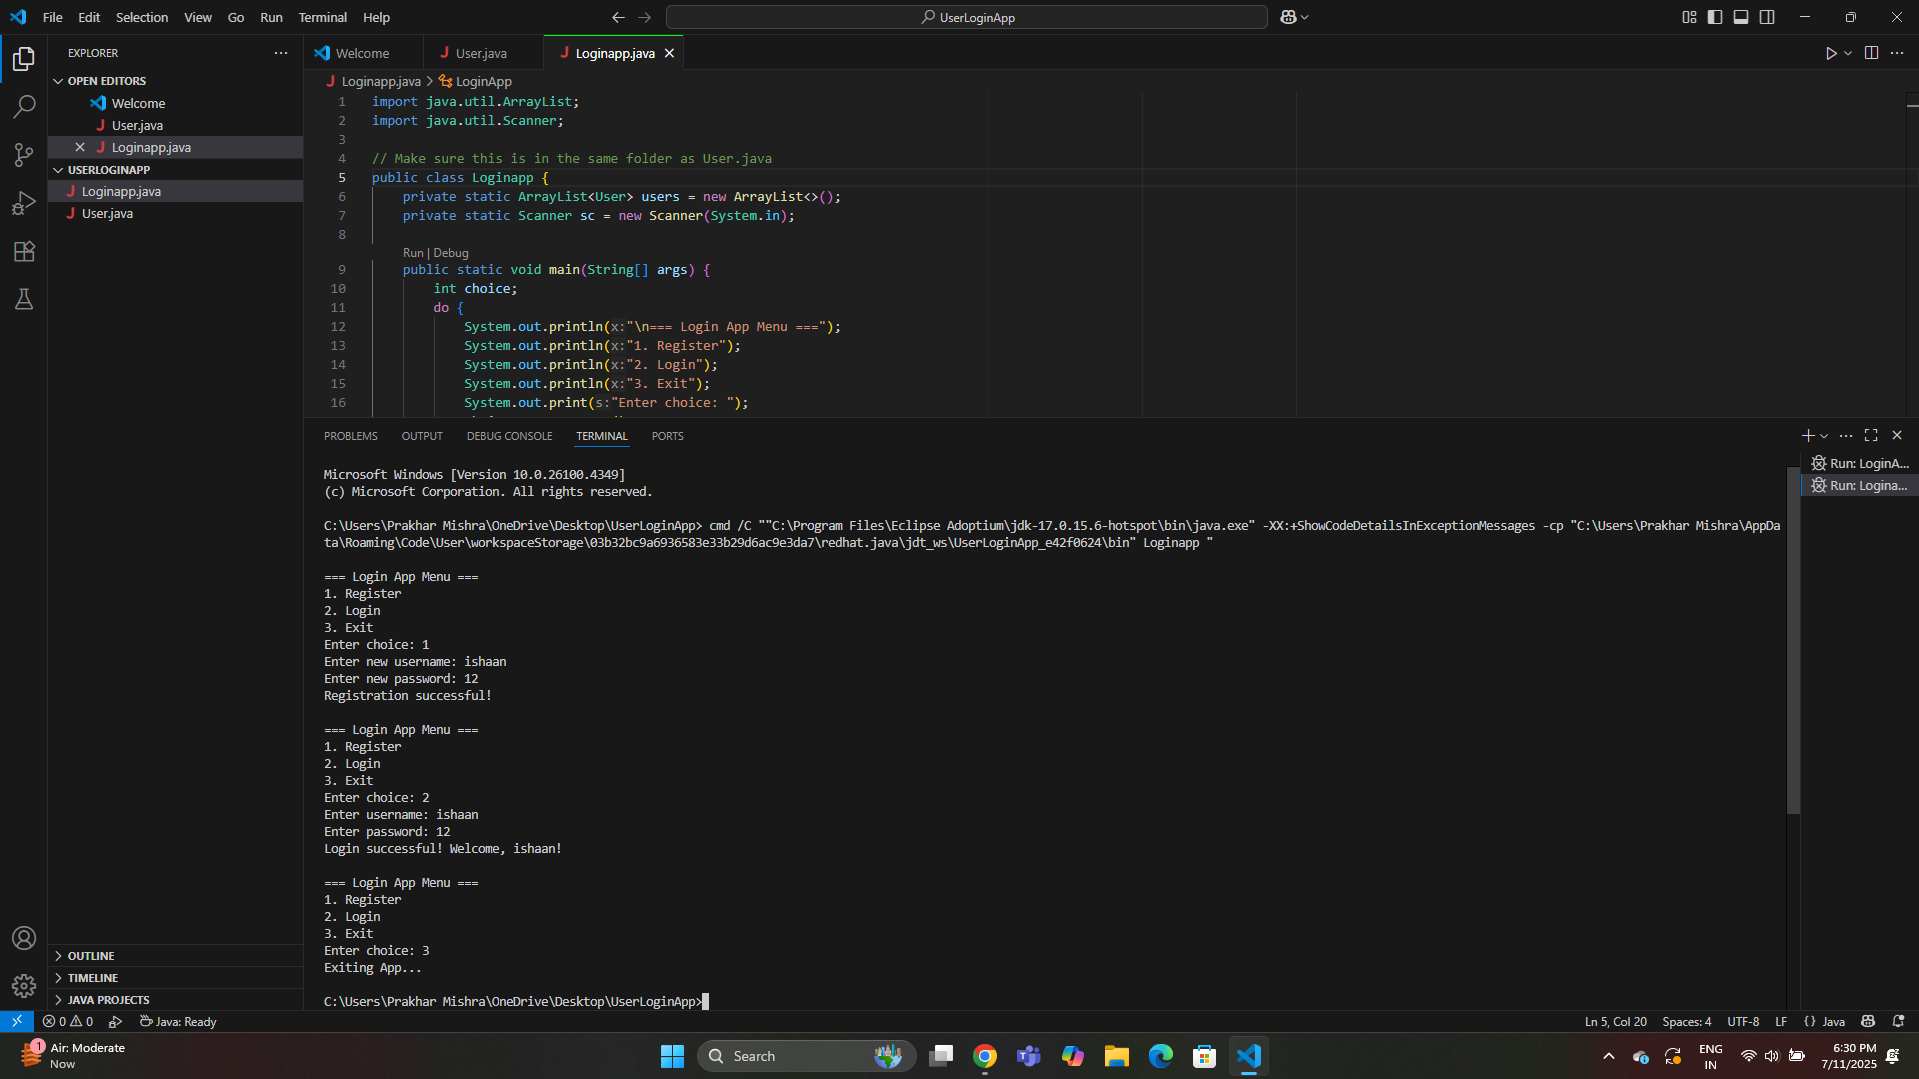 File Edit Selection View Go Run Terminal Help
UserLoginApp
EXPLORER
OPEN EDITORS
Welcome
User.java
Loginapp.java
USERLOGINAPP
Loginapp.java
User.java
OUTLINE
TIMELINE
JAVA PROJECTS
Welcome User.java Loginapp.java
Loginapp.java > LoginApp
1 import java.util.ArrayList;
2 import java.util.Scanner;
3
4 // Make sure this is in the same folder as User.java
5 public class Loginapp {
6 private static ArrayList<User> users = new ArrayList<>();
7 private static Scanner sc = new Scanner(System.in);
8
Run | Debug
9 public static void main(String[] args) {
10 int choice;
11 do {
12 System.out.println(x:"\n=== Login App Menu ===");
13 System.out.println(x:"1. Register");
14 System.out.println(x:"2. Login");
15 System.out.println(x:"3. Exit");
16 System.out.print(s:"Enter choice: ");
PROBLEMS OUTPUT DEBUG CONSOLE TERMINAL PORTS
Run: LoginA...
Run: Logina...
Microsoft Windows [Version 10.0.26100.4349]
(c) Microsoft Corporation. All rights reserved.
C:\Users\Prakhar Mishra\OneDrive\Desktop\UserLoginApp> cmd /C ""C:\Program Files\Eclipse Adoptium\jdk-17.0.15.6-hotspot\bin\java.exe" -XX:+ShowCodeDetailsInExceptionMessages -cp "C:\Users\Prakhar Mishra\AppDa
ta\Roaming\Code\User\workspaceStorage\03b32bc9a6936583e33b29d6ac9e3da7\redhat.java\jdt_ws\UserLoginApp_e42f0624\bin" Loginapp "
=== Login App Menu ===
1. Register
2. Login
3. Exit
Enter choice: 1
Enter new username: ishaan
Enter new password: 12
Registration successful!
=== Login App Menu ===
1. Register
2. Login
3. Exit
Enter choice: 2
Enter username: ishaan
Enter password: 12
Login successful! Welcome, ishaan!
=== Login App Menu ===
1. Register
2. Login
3. Exit
Enter choice: 3
Exiting App...
C:\Users\Prakhar Mishra\OneDrive\Desktop\UserLoginApp>
0 0 Java: Ready
Ln 5, Col 20 Spaces: 4 UTF-8 LF {} Java
1
Air: Moderate
Now
Search
ENG
IN
6:30 PM
7/11/2025